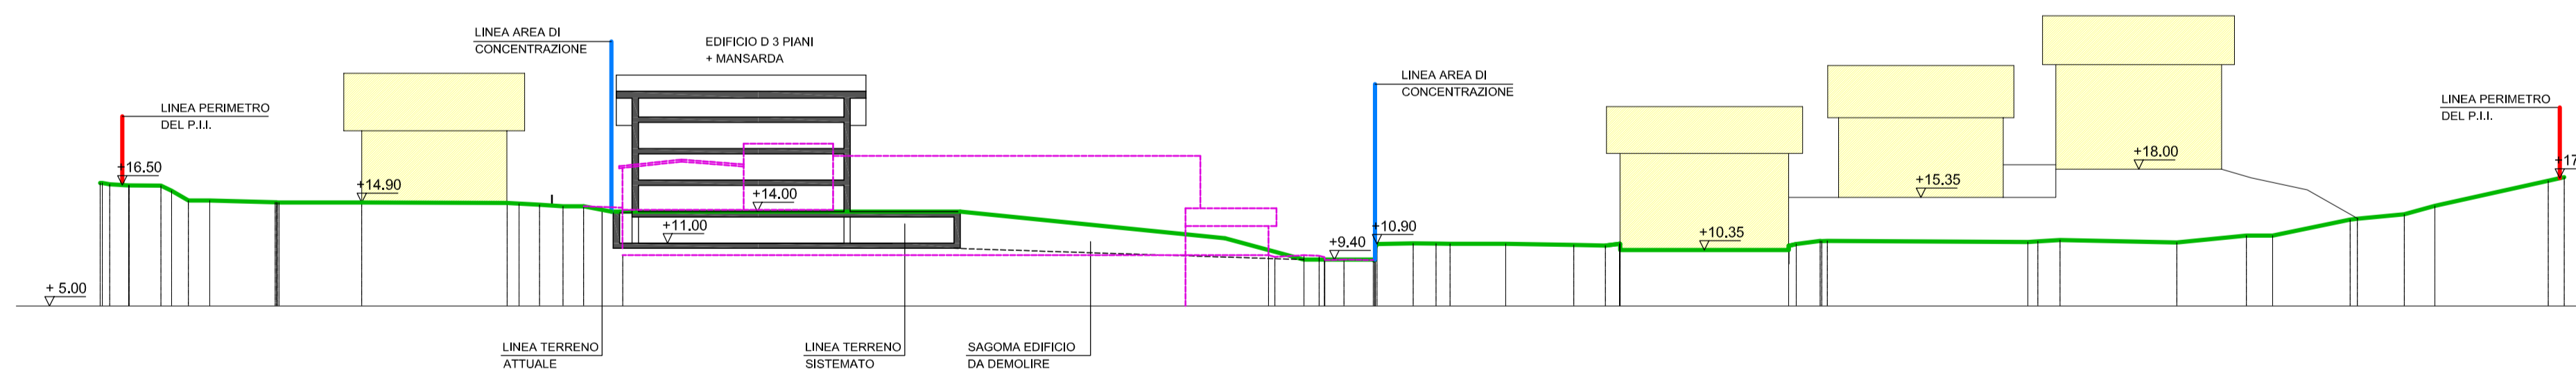 LINEA AREA DI
CONCENTRAZIONE
EDIFICIO D 3 PIANI
+ MANSARDA
LINEA AREA DI
CONCENTRAZIONE
LINEA PERIMETRO
DEL P.I.I.
LINEA PERIMETRO
DEL P.I.I.
+16.50
+14.90
+14.00
+11.00
+10.90
+9.40
+10.35
+15.35
+18.00
+17
+ 5.00
LINEA TERRENO
ATTUALE
LINEA TERRENO
SISTEMATO
SAGOMA EDIFICIO
DA DEMOLIRE